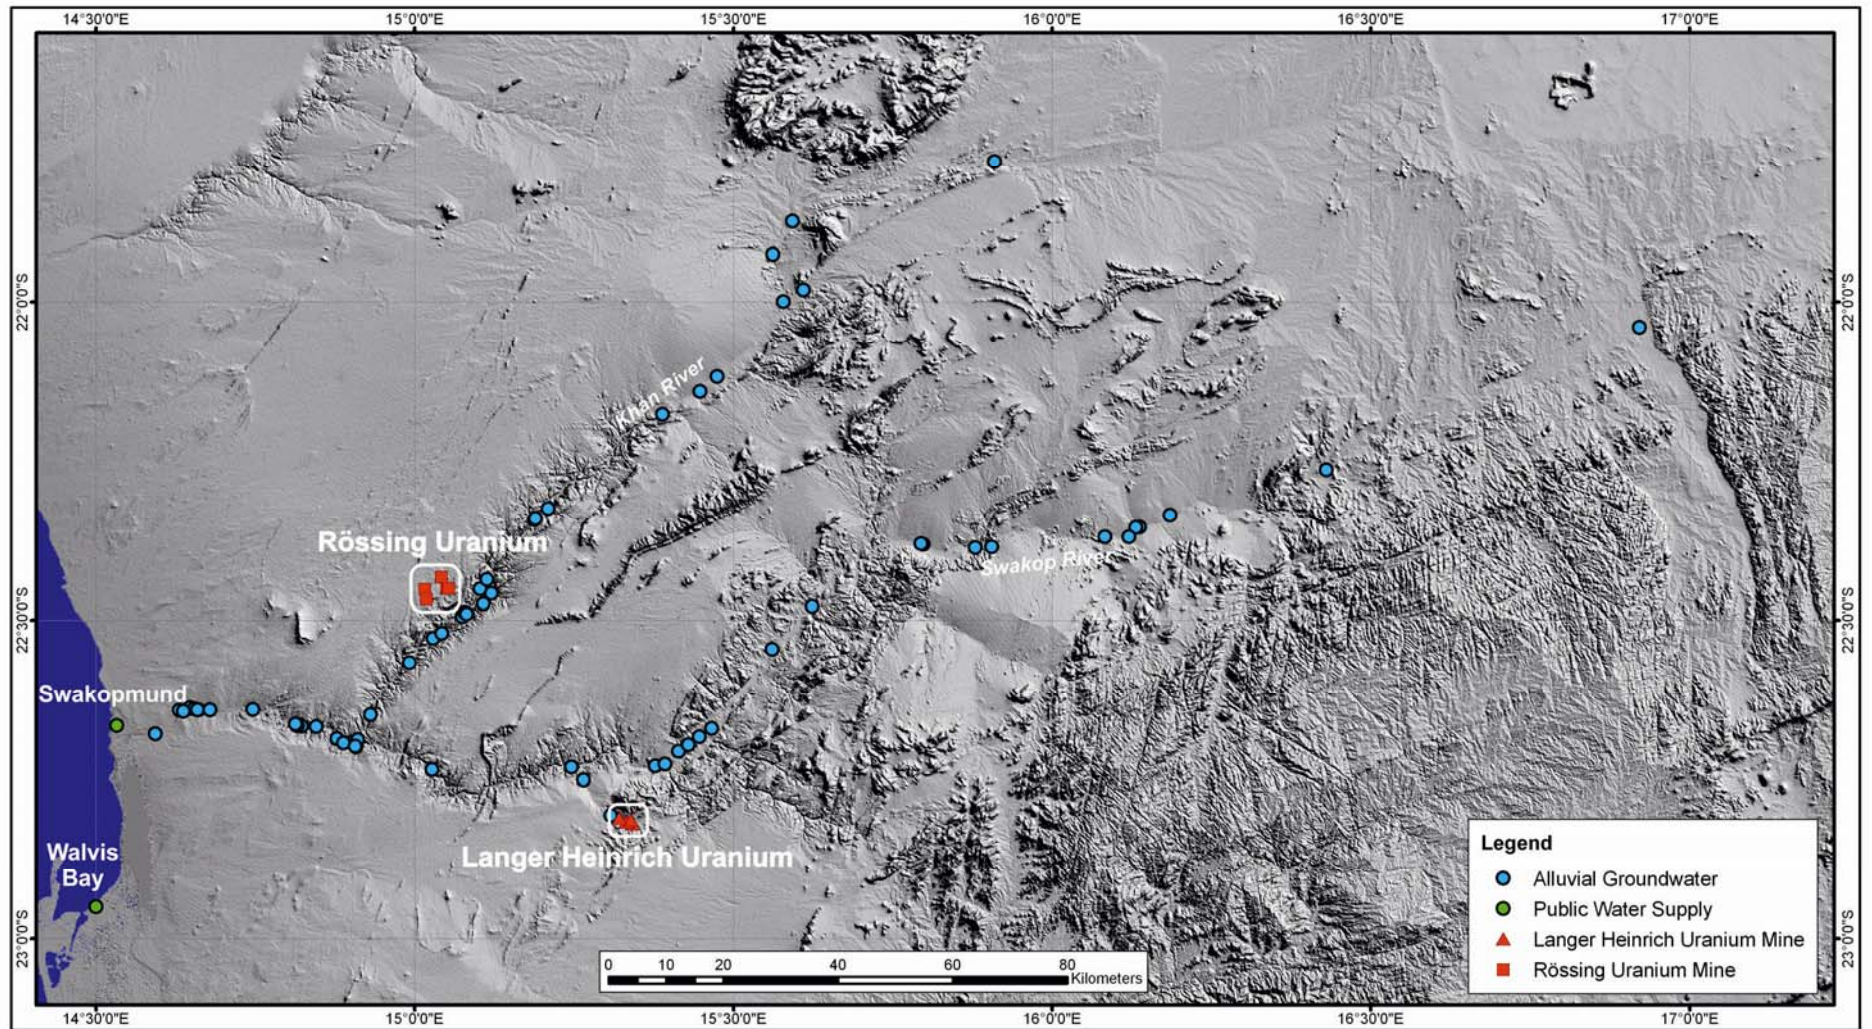 14°30'0"E 15°0'0"E 15°30'0"E 16°0'0"E 16°30'0"E 17°0'0"E
22°0'0"S
22°0'0"S
Khan River
Rössing Uranium
Swakop River
22°30'0"S
22°30'0"S
Swakopmund
Walvis
Bay
Langer Heinrich Uranium
Legend
Alluvial Groundwater
Public Water Supply
Langer Heinrich Uranium Mine
Rössing Uranium Mine
23°0'0"S
23°0'0"S
0 10 20 40 60 80
Kilometers
14°30'0"E 15°0'0"E 15°30'0"E 16°0'0"E 16°30'0"E 17°0'0"E